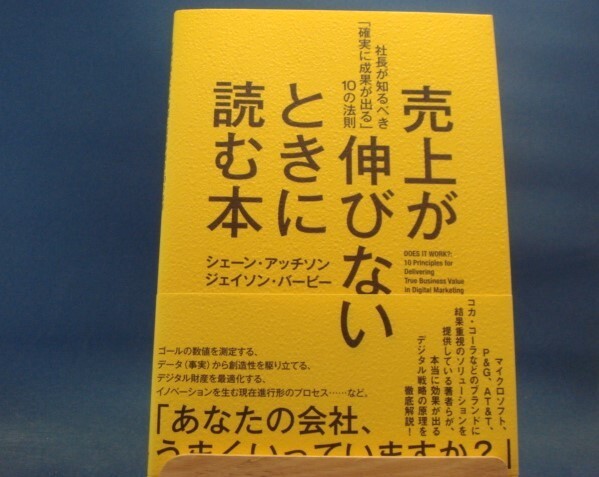 売上が
伸びない
ときに
読む本
社長が知るべき
「確実に成果が出る」
10の法則
シェーン・アッチソン
ジェイソン・バービー
DOES IT WORK?:
10 Principles for
Delivering
True Business Value
in Digital Marketing
マイクロソフト、
P&G、AT&T、
コカ・コーラなどのブランドに
結果重視のソリューションを
提供している著者らが、
本当に効果が出る
デジタル戦略の原理を
徹底解説！
ゴールの数値を測定する、
データ（事実）から創造性を駆り立てる、
デジタル財産を最適化する、
イノベーションを生む現在進行形のプロセス……など。
「あなたの会社、
うまくいっていますか？」